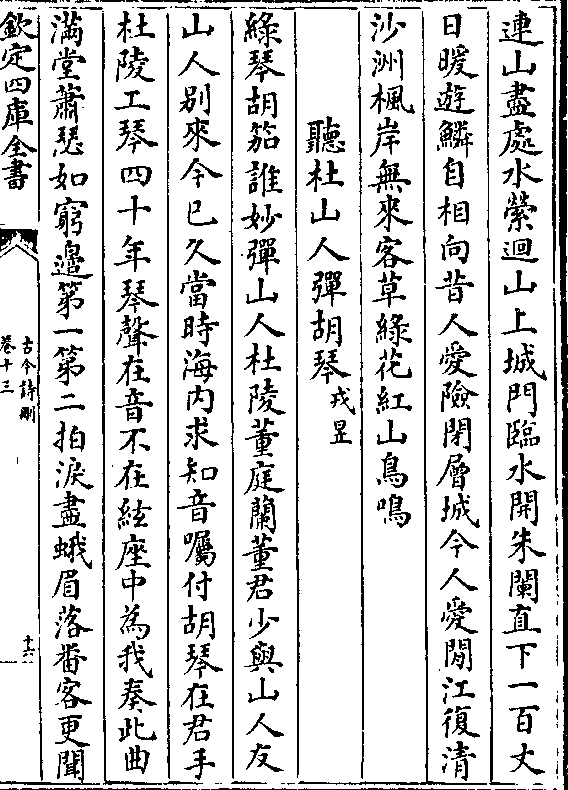 連山盡處水縈迴山上城門臨水開朱闌直下一百丈
日暖遊鱗自相向昔人愛險閉層城今人愛閒江復清
沙洲楓岸無來客草綠花紅山鳥鳴
聽杜山人彈胡琴 戎昱
綠琴胡笳誰妙彈山人杜陵董庭蘭董君少與山人友
山人别來今已久當時海内求知音囑付胡琴在君手
杜陵工琴四十年琴聲在音不在絃座中為我奏此曲
滿堂蕭瑟如窮邉第一第二拍淚盡蛾眉落番客更聞
欽定四庫全書
古今詩刪
卷十三
十六